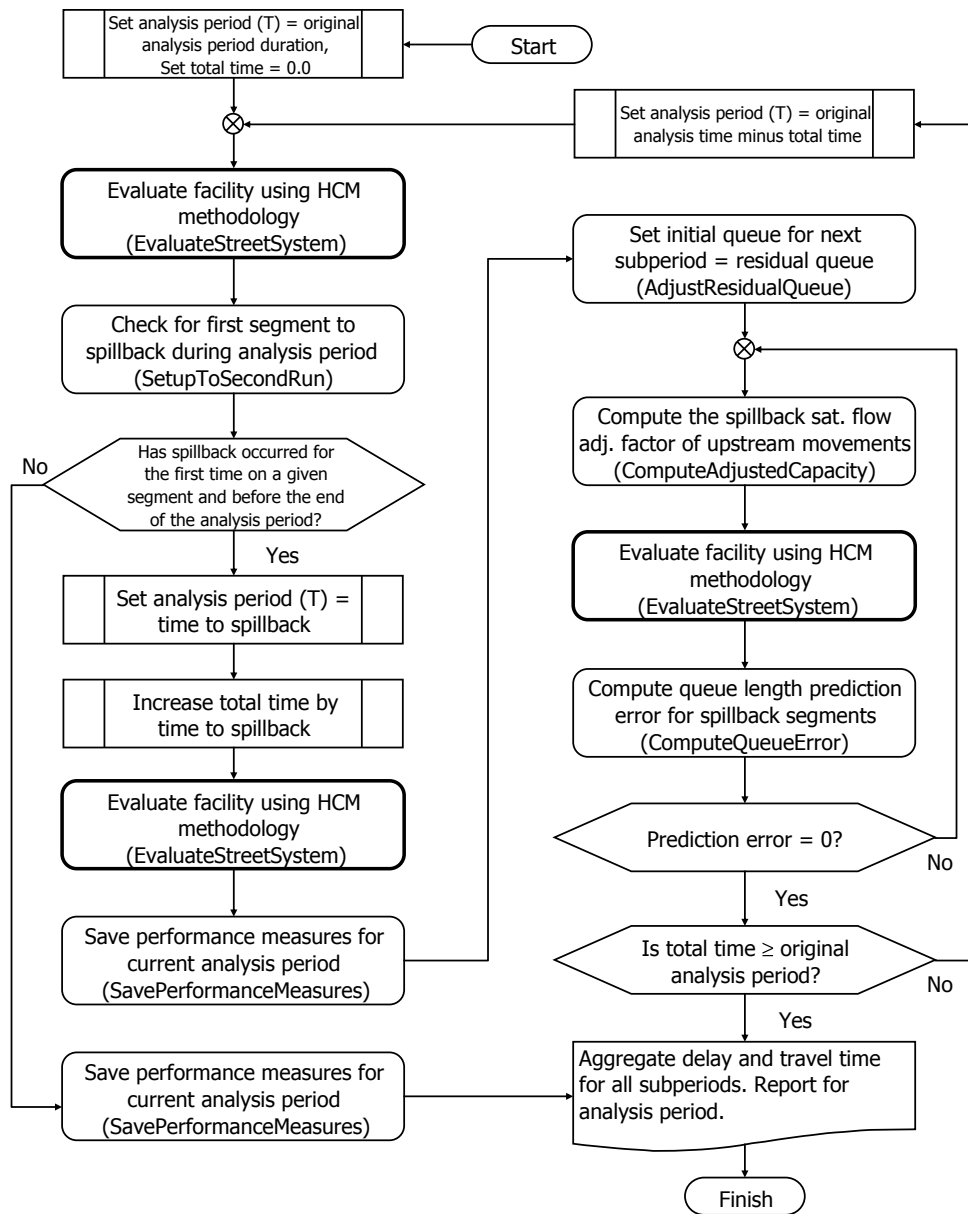 Start
Set analysis period (T) = original
analysis period duration,
Set total time = 0.0
Set analysis period (T) = original
analysis time minus total time
Evaluate facility using HCM
methodology
(EvaluateStreetSystem)
Check for first segment to
spillback during analysis period
(SetupToSecondRun)
Has spillback occurred for
the first time on a given
segment and before the end
of the analysis period?
No
Yes
Set analysis period (T) =
time to spillback
Increase total time by
time to spillback
Evaluate facility using HCM
methodology
(EvaluateStreetSystem)
Save performance measures for
current analysis period
(SavePerformanceMeasures)
Save performance measures for
current analysis period
(SavePerformanceMeasures)
Set initial queue for next
subperiod = residual queue
(AdjustResidualQueue)
Compute the spillback sat. flow
adj. factor of upstream movements
(ComputeAdjustedCapacity)
Evaluate facility using HCM
methodology
(EvaluateStreetSystem)
Compute queue length prediction
error for spillback segments
(ComputeQueueError)
Prediction error = 0?
No
Yes
Is total time ≥ original
analysis period?
No
Yes
Aggregate delay and travel time
for all subperiods. Report for
analysis period.
Finish